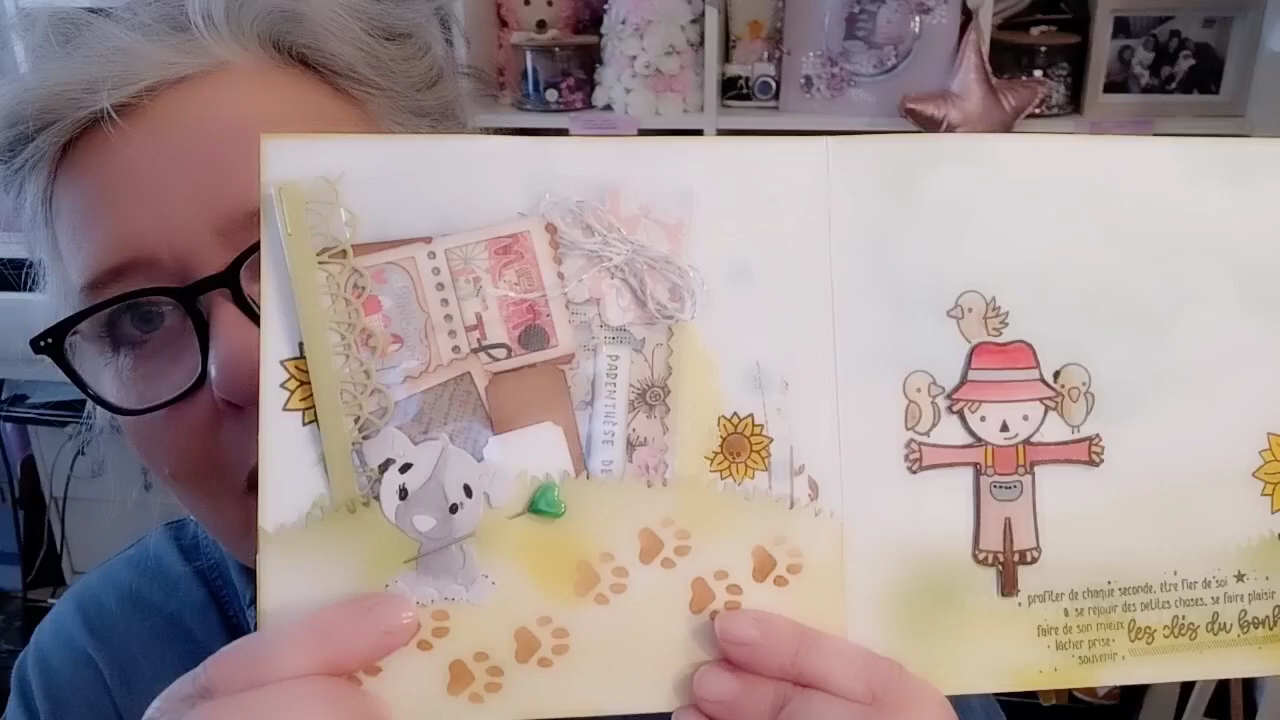 PARENTHÈSE DE
profiter de chaque seconde, être fier de soi
se réjouir des petites choses, se faire plaisir
faire de son mieux
les clés du bonh
lâcher prise
souvenir